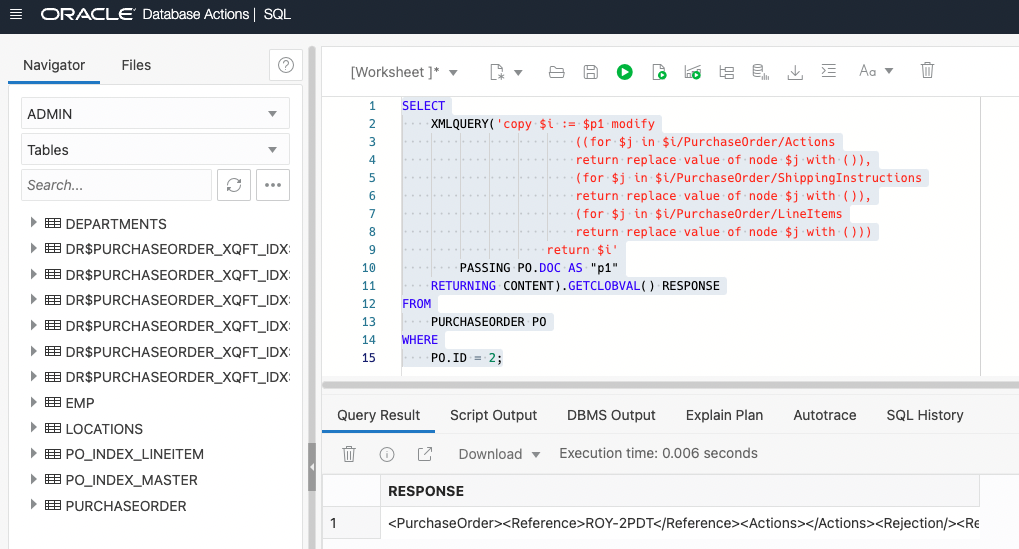 ORACLE Database Actions | SQL
Navigator Files
ADMIN
Tables
Search...
DEPARTMENTS
DR$PURCHASEORDER_XQFT_IDX
DR$PURCHASEORDER_XQFT_IDX
DR$PURCHASEORDER_XQFT_IDX
DR$PURCHASEORDER_XQFT_IDX
DR$PURCHASEORDER_XQFT_IDX
DR$PURCHASEORDER_XQFT_IDX
EMP
LOCATIONS
PO_INDEX_LINEITEM
PO_INDEX_MASTER
PURCHASEORDER
[Worksheet ]* Aa
1 SELECT
2 XMLQUERY('copy $i := $p1 modify
3 ((for $j in $i/PurchaseOrder/Actions
4 return replace value of node $j with ()),
5 (for $j in $i/PurchaseOrder/ShippingInstructions
6 return replace value of node $j with ()),
7 (for $j in $i/PurchaseOrder/LineItems
8 return replace value of node $j with ()))
9 return $i'
10 PASSING PO.DOC AS "p1"
11 RETURNING CONTENT).GETCLOBVAL() RESPONSE
12 FROM
13 PURCHASEORDER PO
14 WHERE
15 PO.ID = 2;
Query Result Script Output DBMS Output Explain Plan Autotrace SQL History
Download Execution time: 0.006 seconds
RESPONSE
1 <PurchaseOrder><Reference>ROY-2PDT</Reference><Actions></Actions><Rejection/><Re